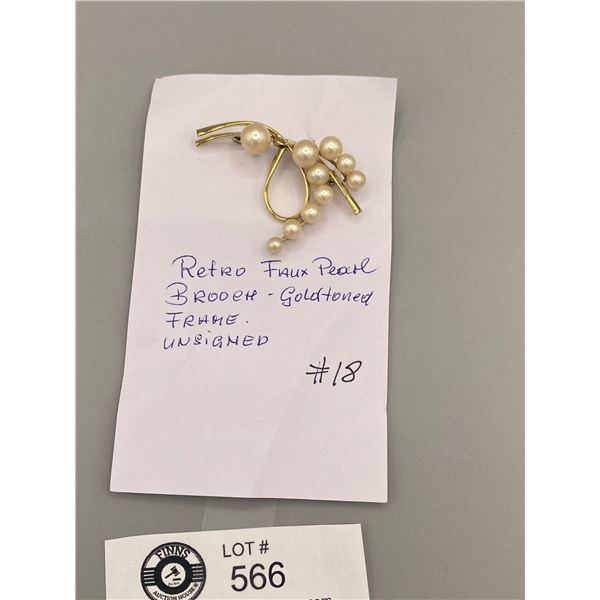 Retro Faux Pearl
BROOCH - Goldtoned
FRAME.
UNSIGNED
#18
FINNS
AUCTION HOUSE
LOT #
566